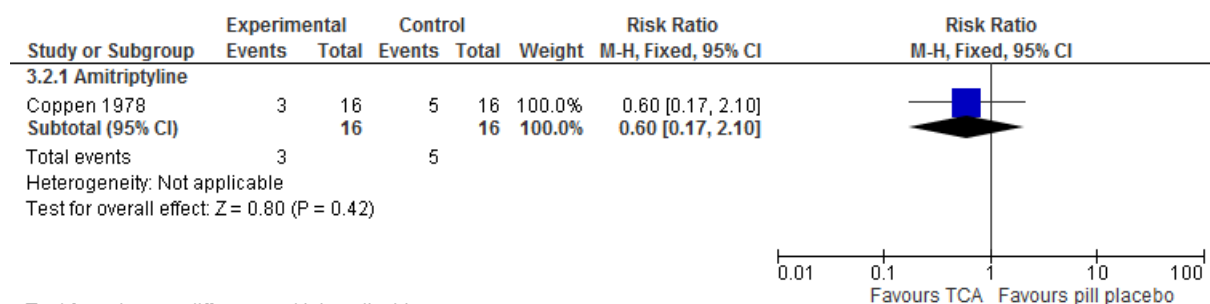 Experimental Control Risk Ratio Risk Ratio
Study or Subgroup Events Total Events Total Weight M-H, Fixed, 95% CI M-H, Fixed, 95% CI
3.2.1 Amitriptyline
Coppen 1978 3 16 5 16 100.0% 0.60 [0.17, 2.10]
Subtotal (95% CI) 16 16 100.0% 0.60 [0.17, 2.10]
Total events 3 5
Heterogeneity: Not applicable
Test for overall effect: Z = 0.80 (P = 0.42)
0.01 0.1 1 10 100
Favours TCA Favours pill placebo